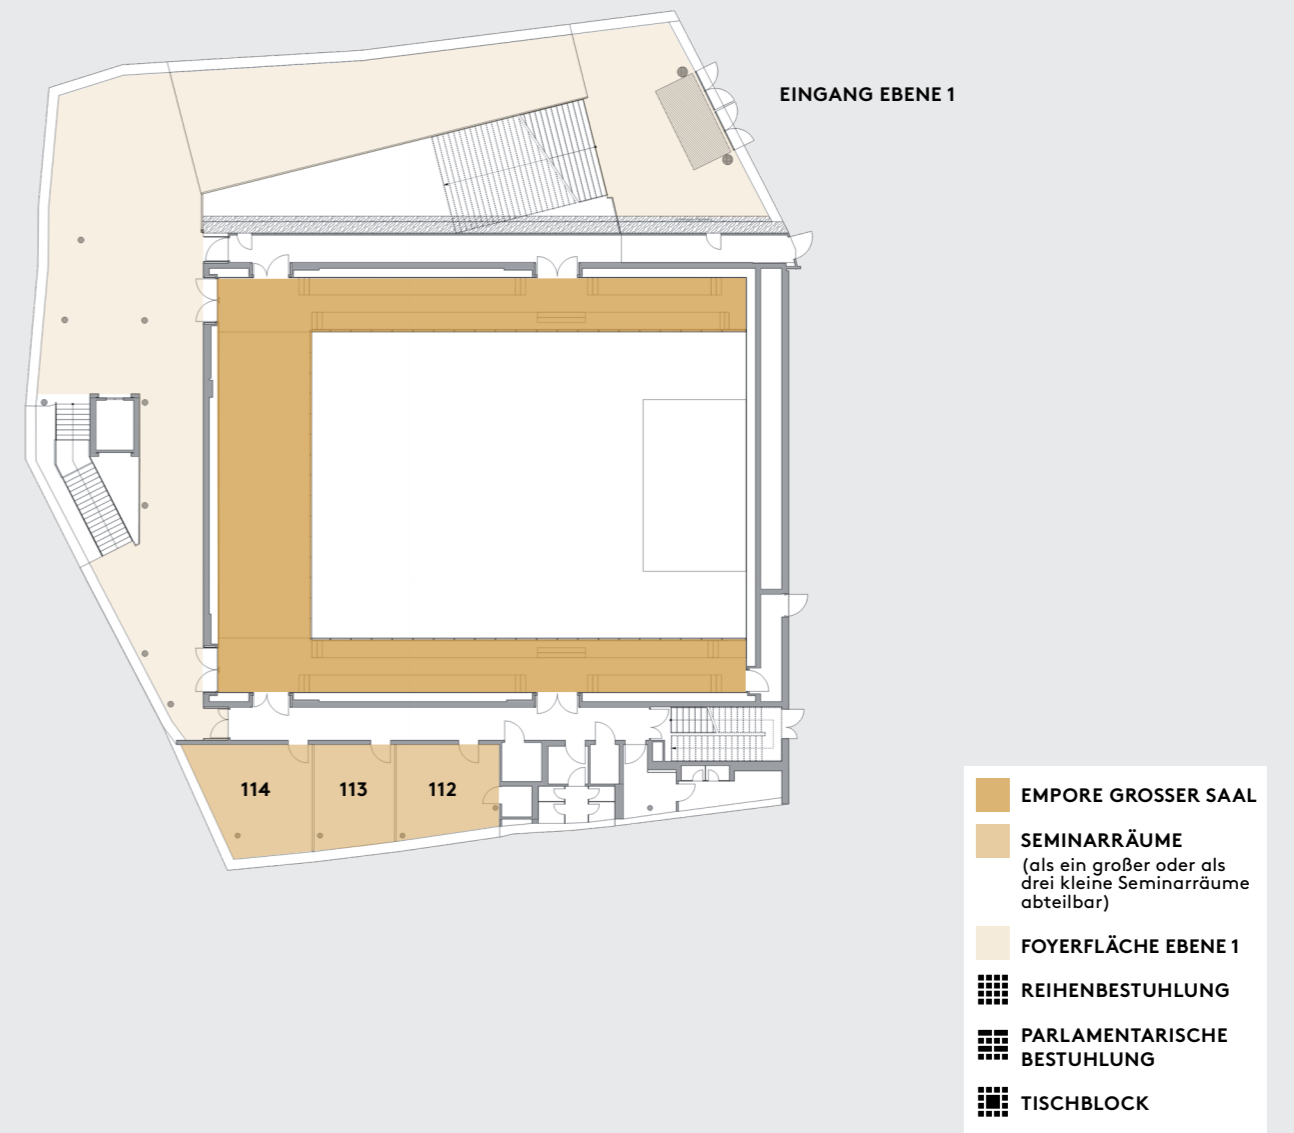 EINGANG EBENE 1
114
113
112
EMPORE GROSSER SAAL
SEMINARRÄUME
(als ein großer oder als
drei kleine Seminarräume
abteilbar)
FOYERFLÄCHE EBENE 1
REIHENBESTUHLUNG
PARLAMENTARISCHE
BESTUHLUNG
TISCHBLOCK